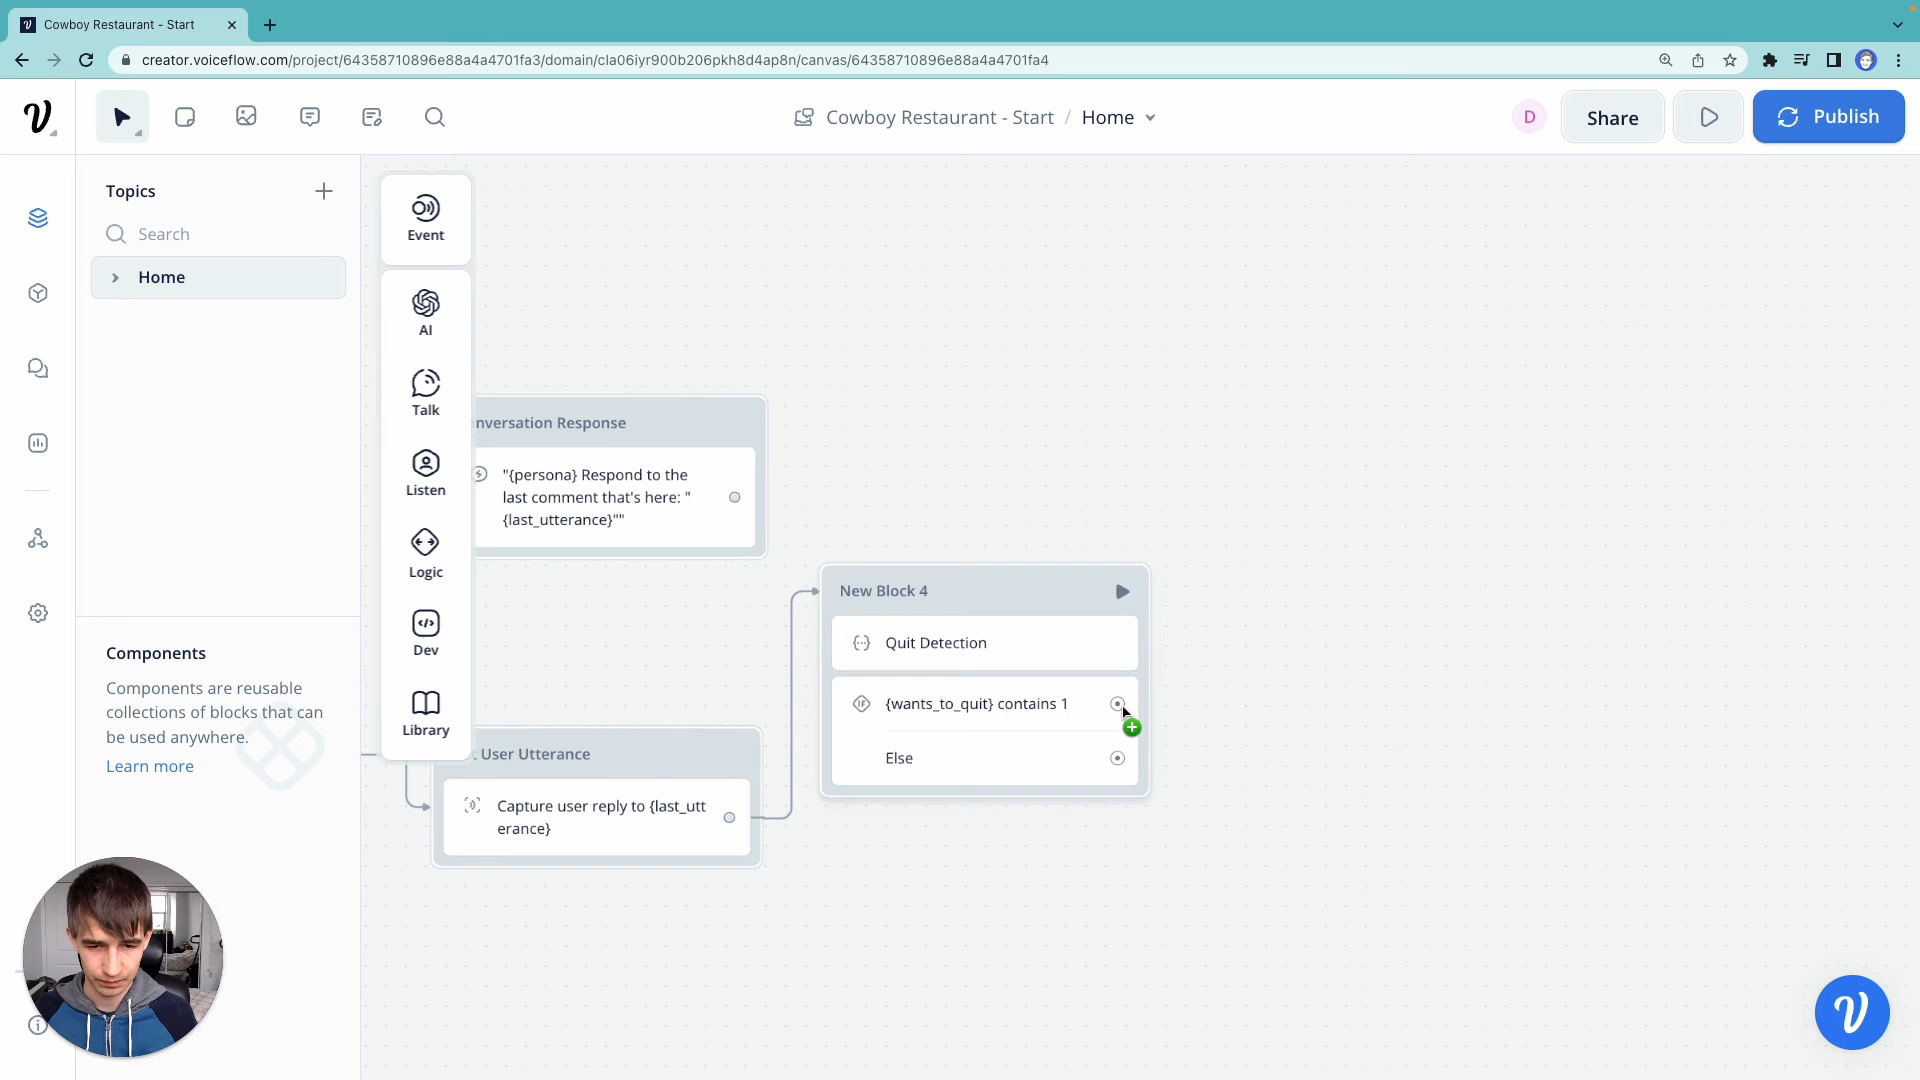 Cowboy Restaurant - Start
creator.voiceflow.com/project/64358710896e88a4a4701fa3/domain/cla06iyr900b206pkh8d4ap8n/canvas/64358710896e88a4a4701fa4
Cowboy Restaurant - Start / Home
D
Share
Publish
Topics
Search
Home
Event
AI
Talk
Listen
Logic
Dev
Library
nversation Response
"{persona} Respond to the
last comment that's here: "
{last_utterance}""
New Block 4
Quit Detection
IF
{wants_to_quit} contains 1
Else
User Utterance
Capture user reply to {last_utt
erance}
Components
Components are reusable
collections of blocks that can
be used anywhere.
Learn more